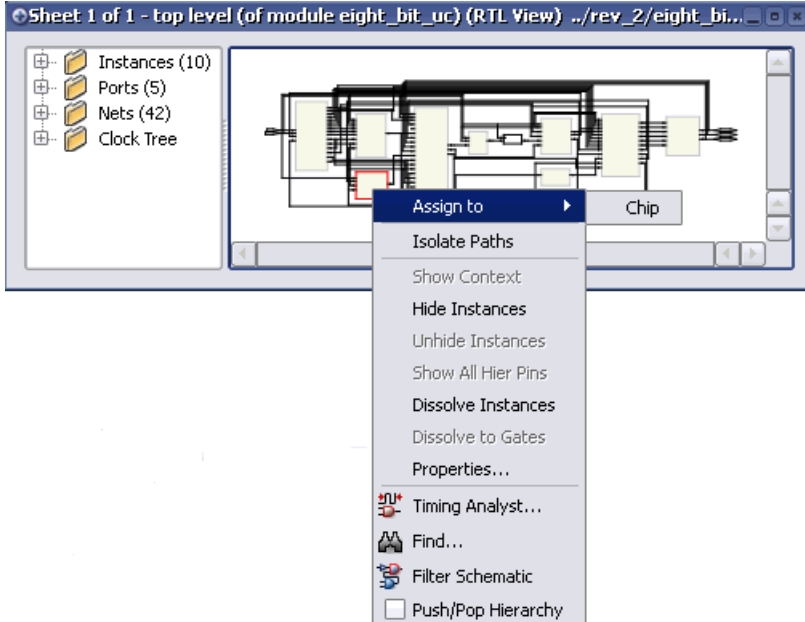 Sheet 1 of 1 - top level (of module eight_bit_uc) (RTL View) ../rev_2/eight_bi...
Instances (10)
Ports (5)
Nets (42)
Clock Tree
Assign to
Chip
Isolate Paths
Show Context
Hide Instances
Unhide Instances
Show All Hier Pins
Dissolve Instances
Dissolve to Gates
Properties...
Timing Analyst...
Find...
Filter Schematic
Push/Pop Hierarchy